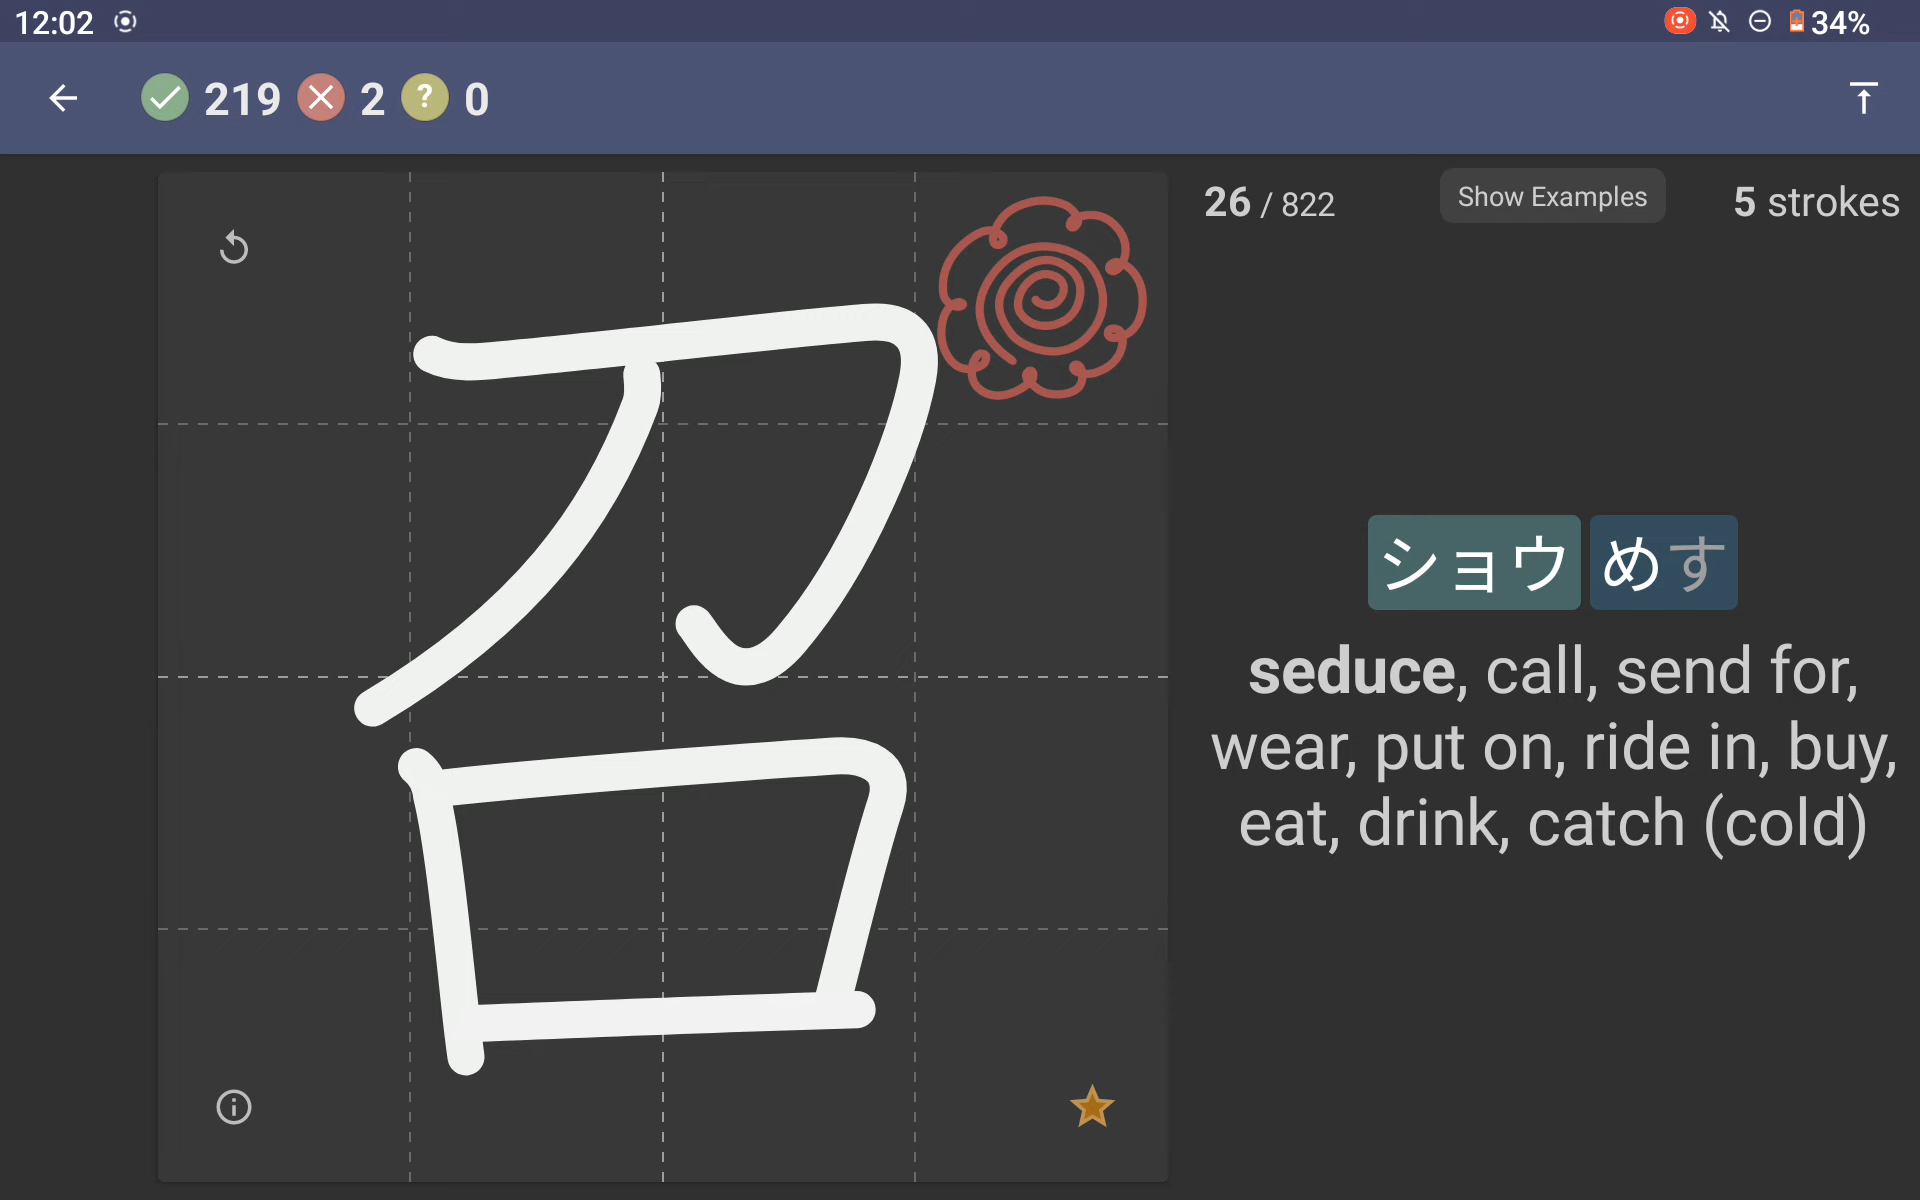 12:02 34%
219 2 ? 0
26 / 822 Show Examples 5 strokes
召
ショウ めす
seduce, call, send for,
wear, put on, ride in, buy,
eat, drink, catch (cold)